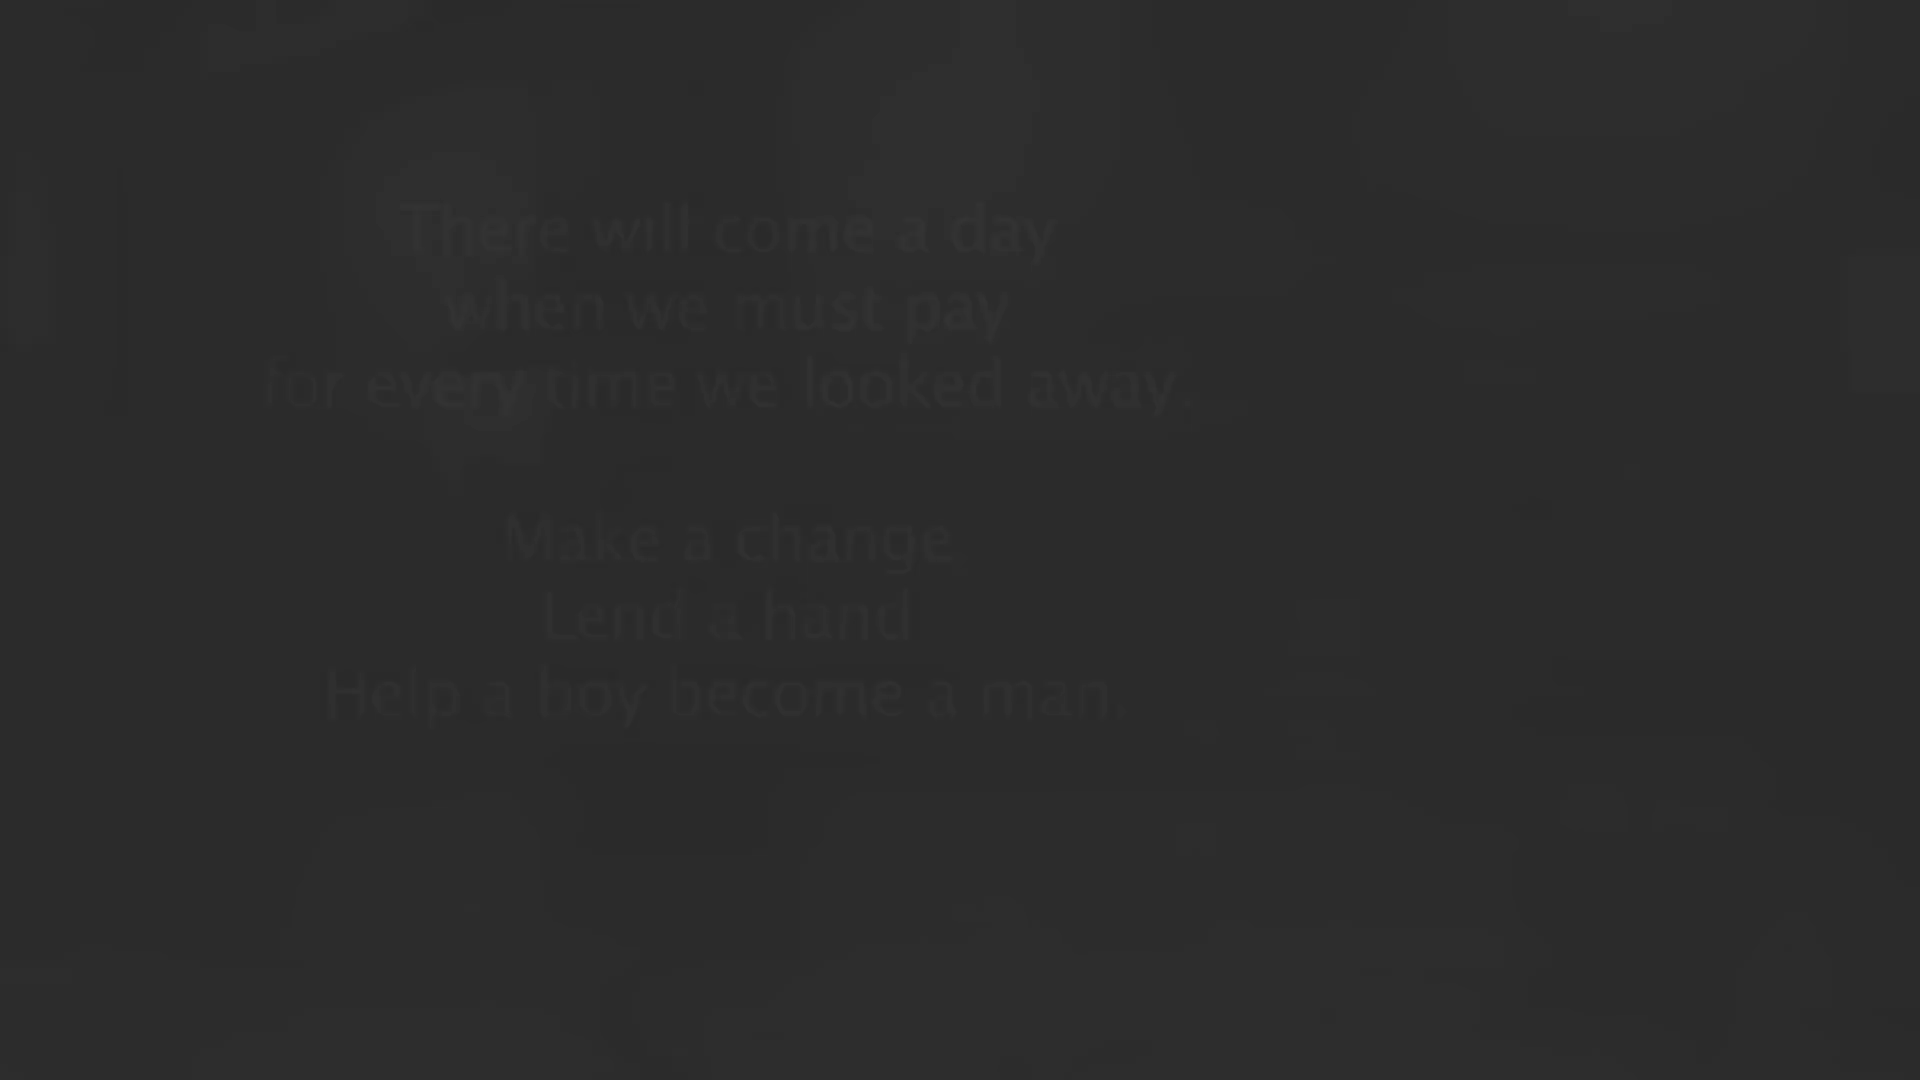 There will come a day
when we must pay
for every time we looked away.
Make a change
Lend a hand
Help a boy become a man.